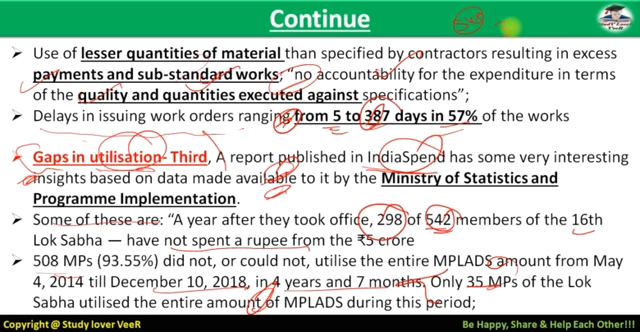 Continue
StudY Lover
VeeR
➢ Use of lesser quantities of material than specified by contractors resulting in excess
payments and sub-standard works; "no accountability for the expenditure in terms
of the quality and quantities executed against specifications";
➢ Delays in issuing work orders ranging from 5 to 387 days in 57% of the works
➢ Gaps in utilisation- Third, A report published in IndiaSpend has some very interesting
insights based on data made available to it by the Ministry of Statistics and
Programme Implementation.
➢ Some of these are: "A year after they took office, 298 of 542 members of the 16th
Lok Sabha — have not spent a rupee from the ₹5 crore
➢ 508 MPs (93.55%) did not, or could not, utilise the entire MPLADS amount from May
4, 2014 till December 10, 2018, in 4 years and 7 months. Only 35 MPs of the Lok
Sabha utilised the entire amount of MPLADS during this period;
Copyright @ Study lover VeeR
Be Happy, Share & Help Each Other!!!